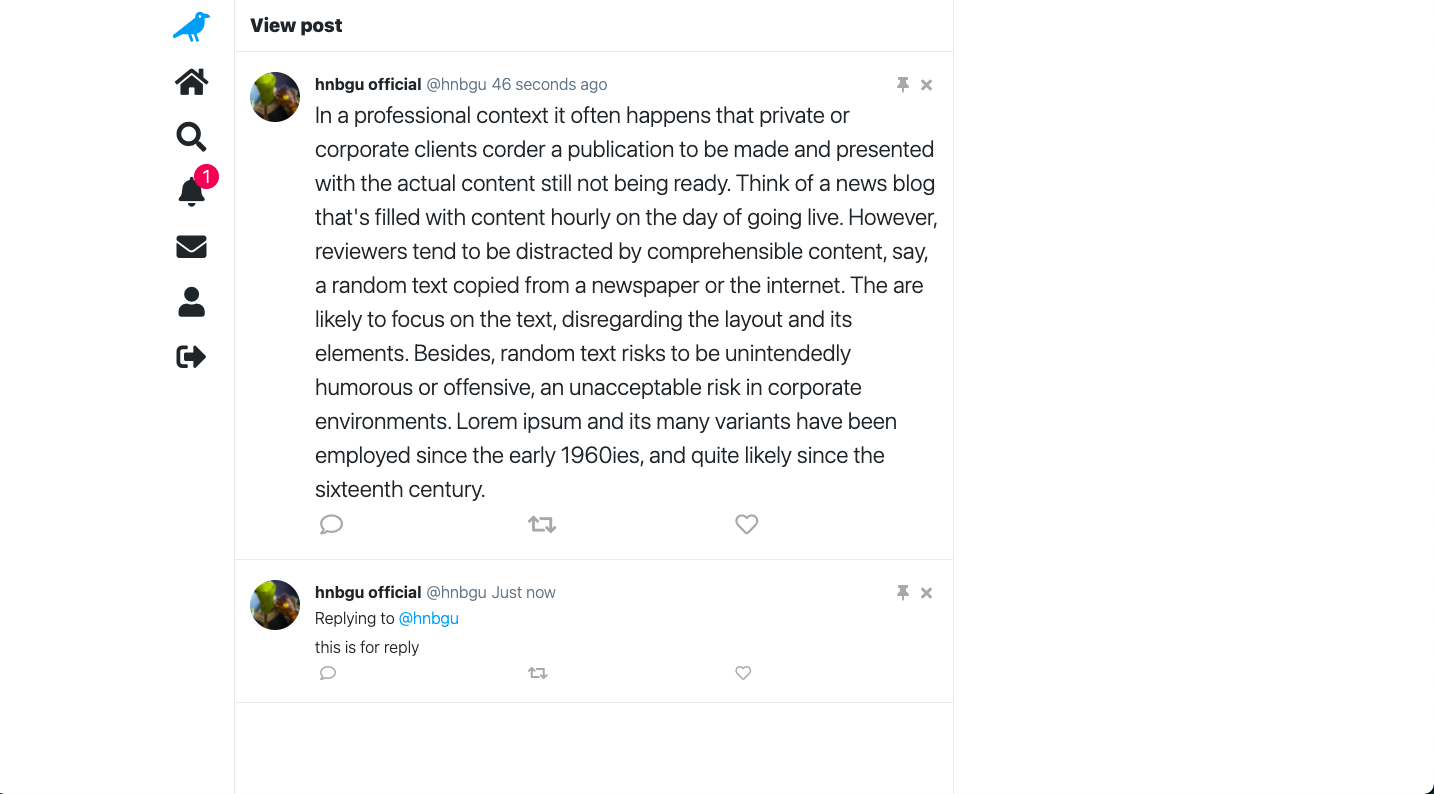 View post
hnbgu official @hnbgu 46 seconds ago
In a professional context it often happens that private or
corporate clients corder a publication to be made and presented
with the actual content still not being ready. Think of a news blog
that's filled with content hourly on the day of going live. However,
reviewers tend to be distracted by comprehensible content, say,
a random text copied from a newspaper or the internet. The are
likely to focus on the text, disregarding the layout and its
elements. Besides, random text risks to be unintendedly
humorous or offensive, an unacceptable risk in corporate
environments. Lorem ipsum and its many variants have been
employed since the early 1960ies, and quite likely since the
sixteenth century.
1
hnbgu official @hnbgu Just now
Replying to @hnbgu
this is for reply